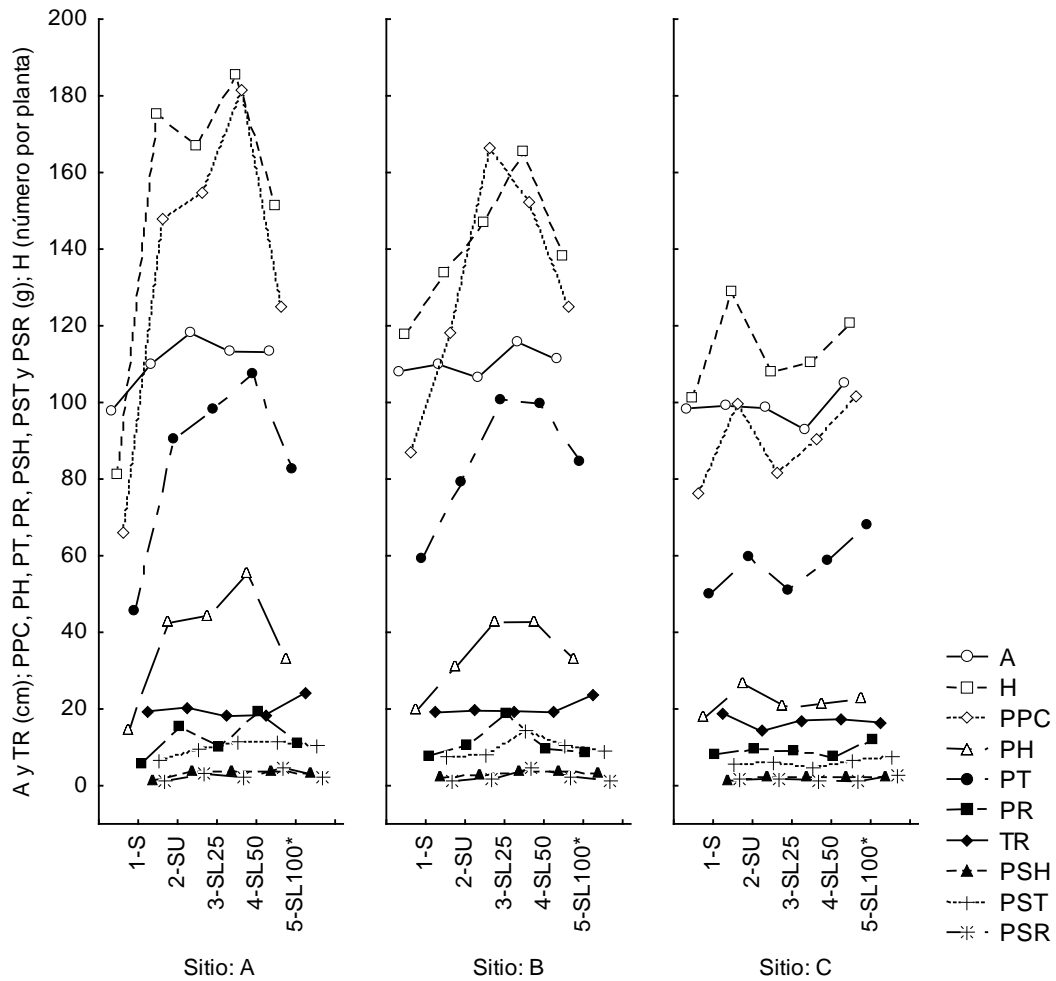 A y TR (cm); PPC, PH, PT, PR, PSH, PST y PSR (g); H (número por planta)
200
180
160
140
120
100
80
60
40
20
0
1-S
2-SU
3-SL25
4-SL50
5-SL100*
Sitio: A
1-S
2-SU
3-SL25
4-SL50
5-SL100*
Sitio: B
1-S
2-SU
3-SL25
4-SL50
5-SL100*
Sitio: C
A
H
PPC
PH
PT
PR
TR
PSH
PST
PSR